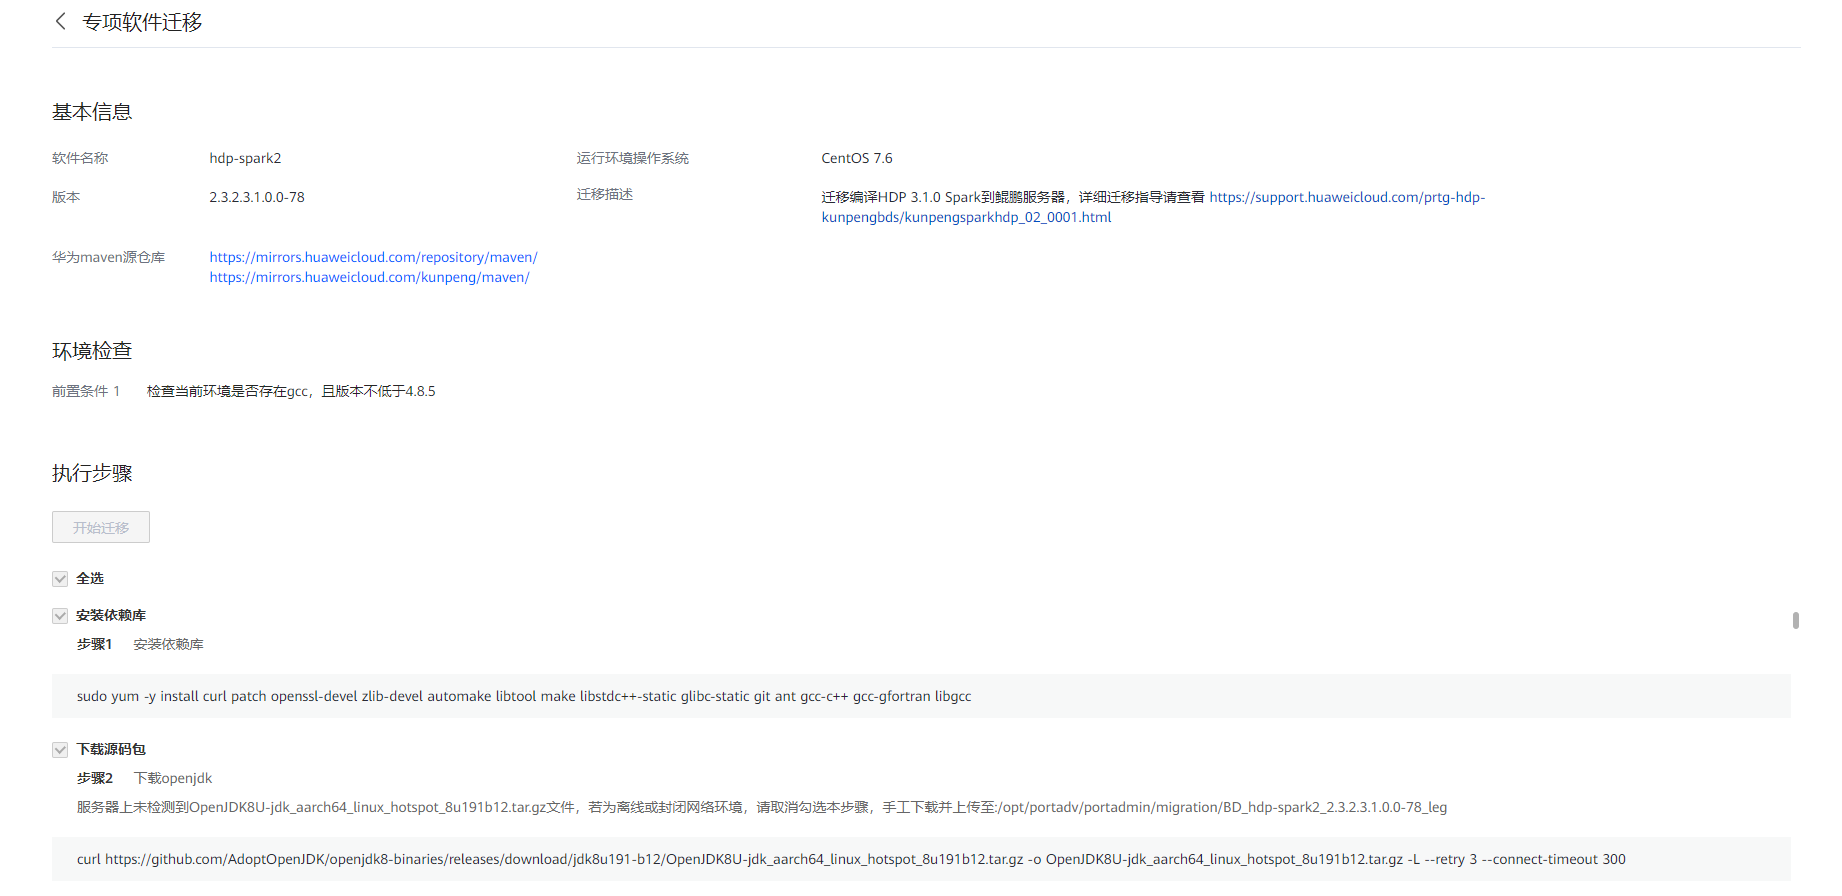 专项软件迁移
基本信息
软件名称 hdp-spark2 运行环境操作系统 CentOS 7.6
版本 2.3.2.3.1.0.0-78 迁移描述 迁移编译HDP 3.1.0 Spark到鲲鹏服务器，详细迁移指导请查看 https://support.huaweicloud.com/prtg-hdp-
kunpengbds/kunpengsparkhdp_02_0001.html
华为maven源仓库 https://mirrors.huaweicloud.com/repository/maven/
https://mirrors.huaweicloud.com/kunpeng/maven/
环境检查
前置条件 1 检查当前环境是否存在gcc，且版本不低于4.8.5
执行步骤
开始迁移
全选
安装依赖库
步骤1 安装依赖库
sudo yum -y install curl patch openssl-devel zlib-devel automake libtool make libstdc++-static glibc-static git ant gcc-c++ gcc-gfortran libgcc
下载源码包
步骤2 下载openjdk
服务器上未检测到OpenJDK8U-jdk_aarch64_linux_hotspot_8u191b12.tar.gz文件，若为离线或封闭网络环境，请取消勾选本步骤，手工下载并上传至:/opt/portadv/portadmin/migration/BD_hdp-spark2_2.3.2.3.1.0.0-78_leg
curl https://github.com/AdoptOpenJDK/openjdk8-binaries/releases/download/jdk8u191-b12/OpenJDK8U-jdk_aarch64_linux_hotspot_8u191b12.tar.gz -o OpenJDK8U-jdk_aarch64_linux_hotspot_8u191b12.tar.gz -L --retry 3 --connect-timeout 300